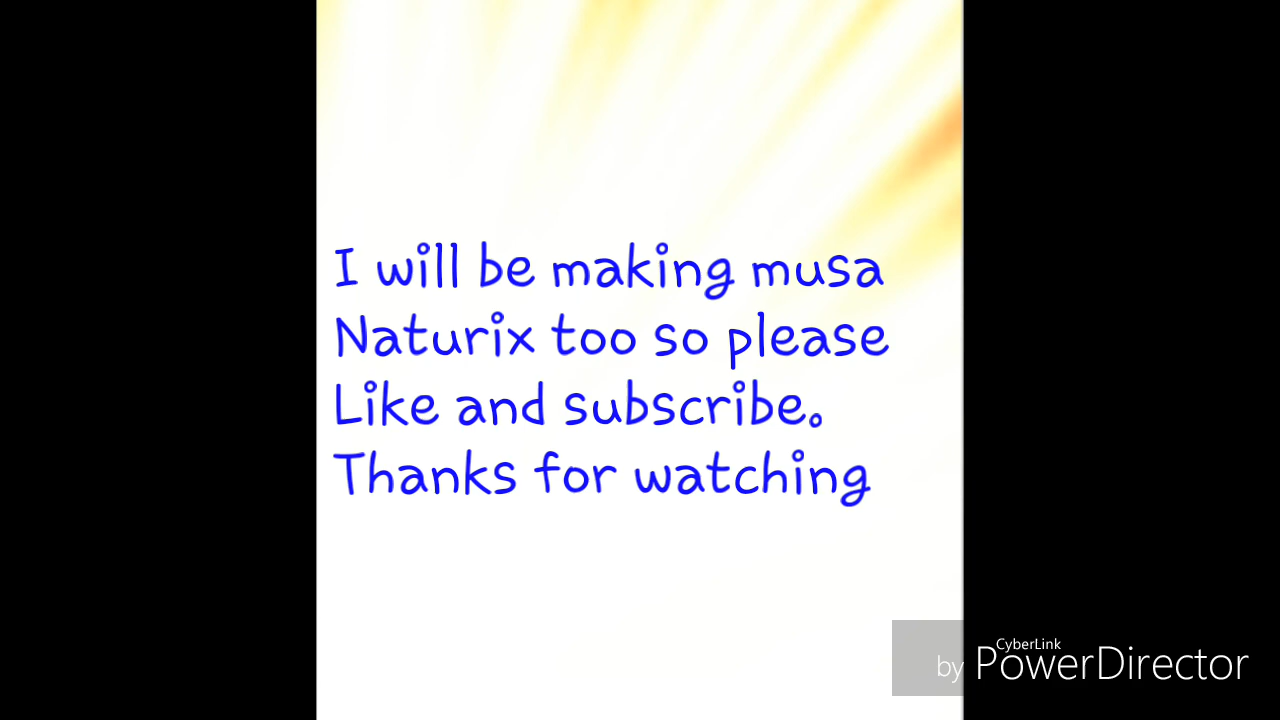 I will be making musa
Naturix too so please
Like and subscribe.
Thanks for watching
by CyberLink PowerDirector